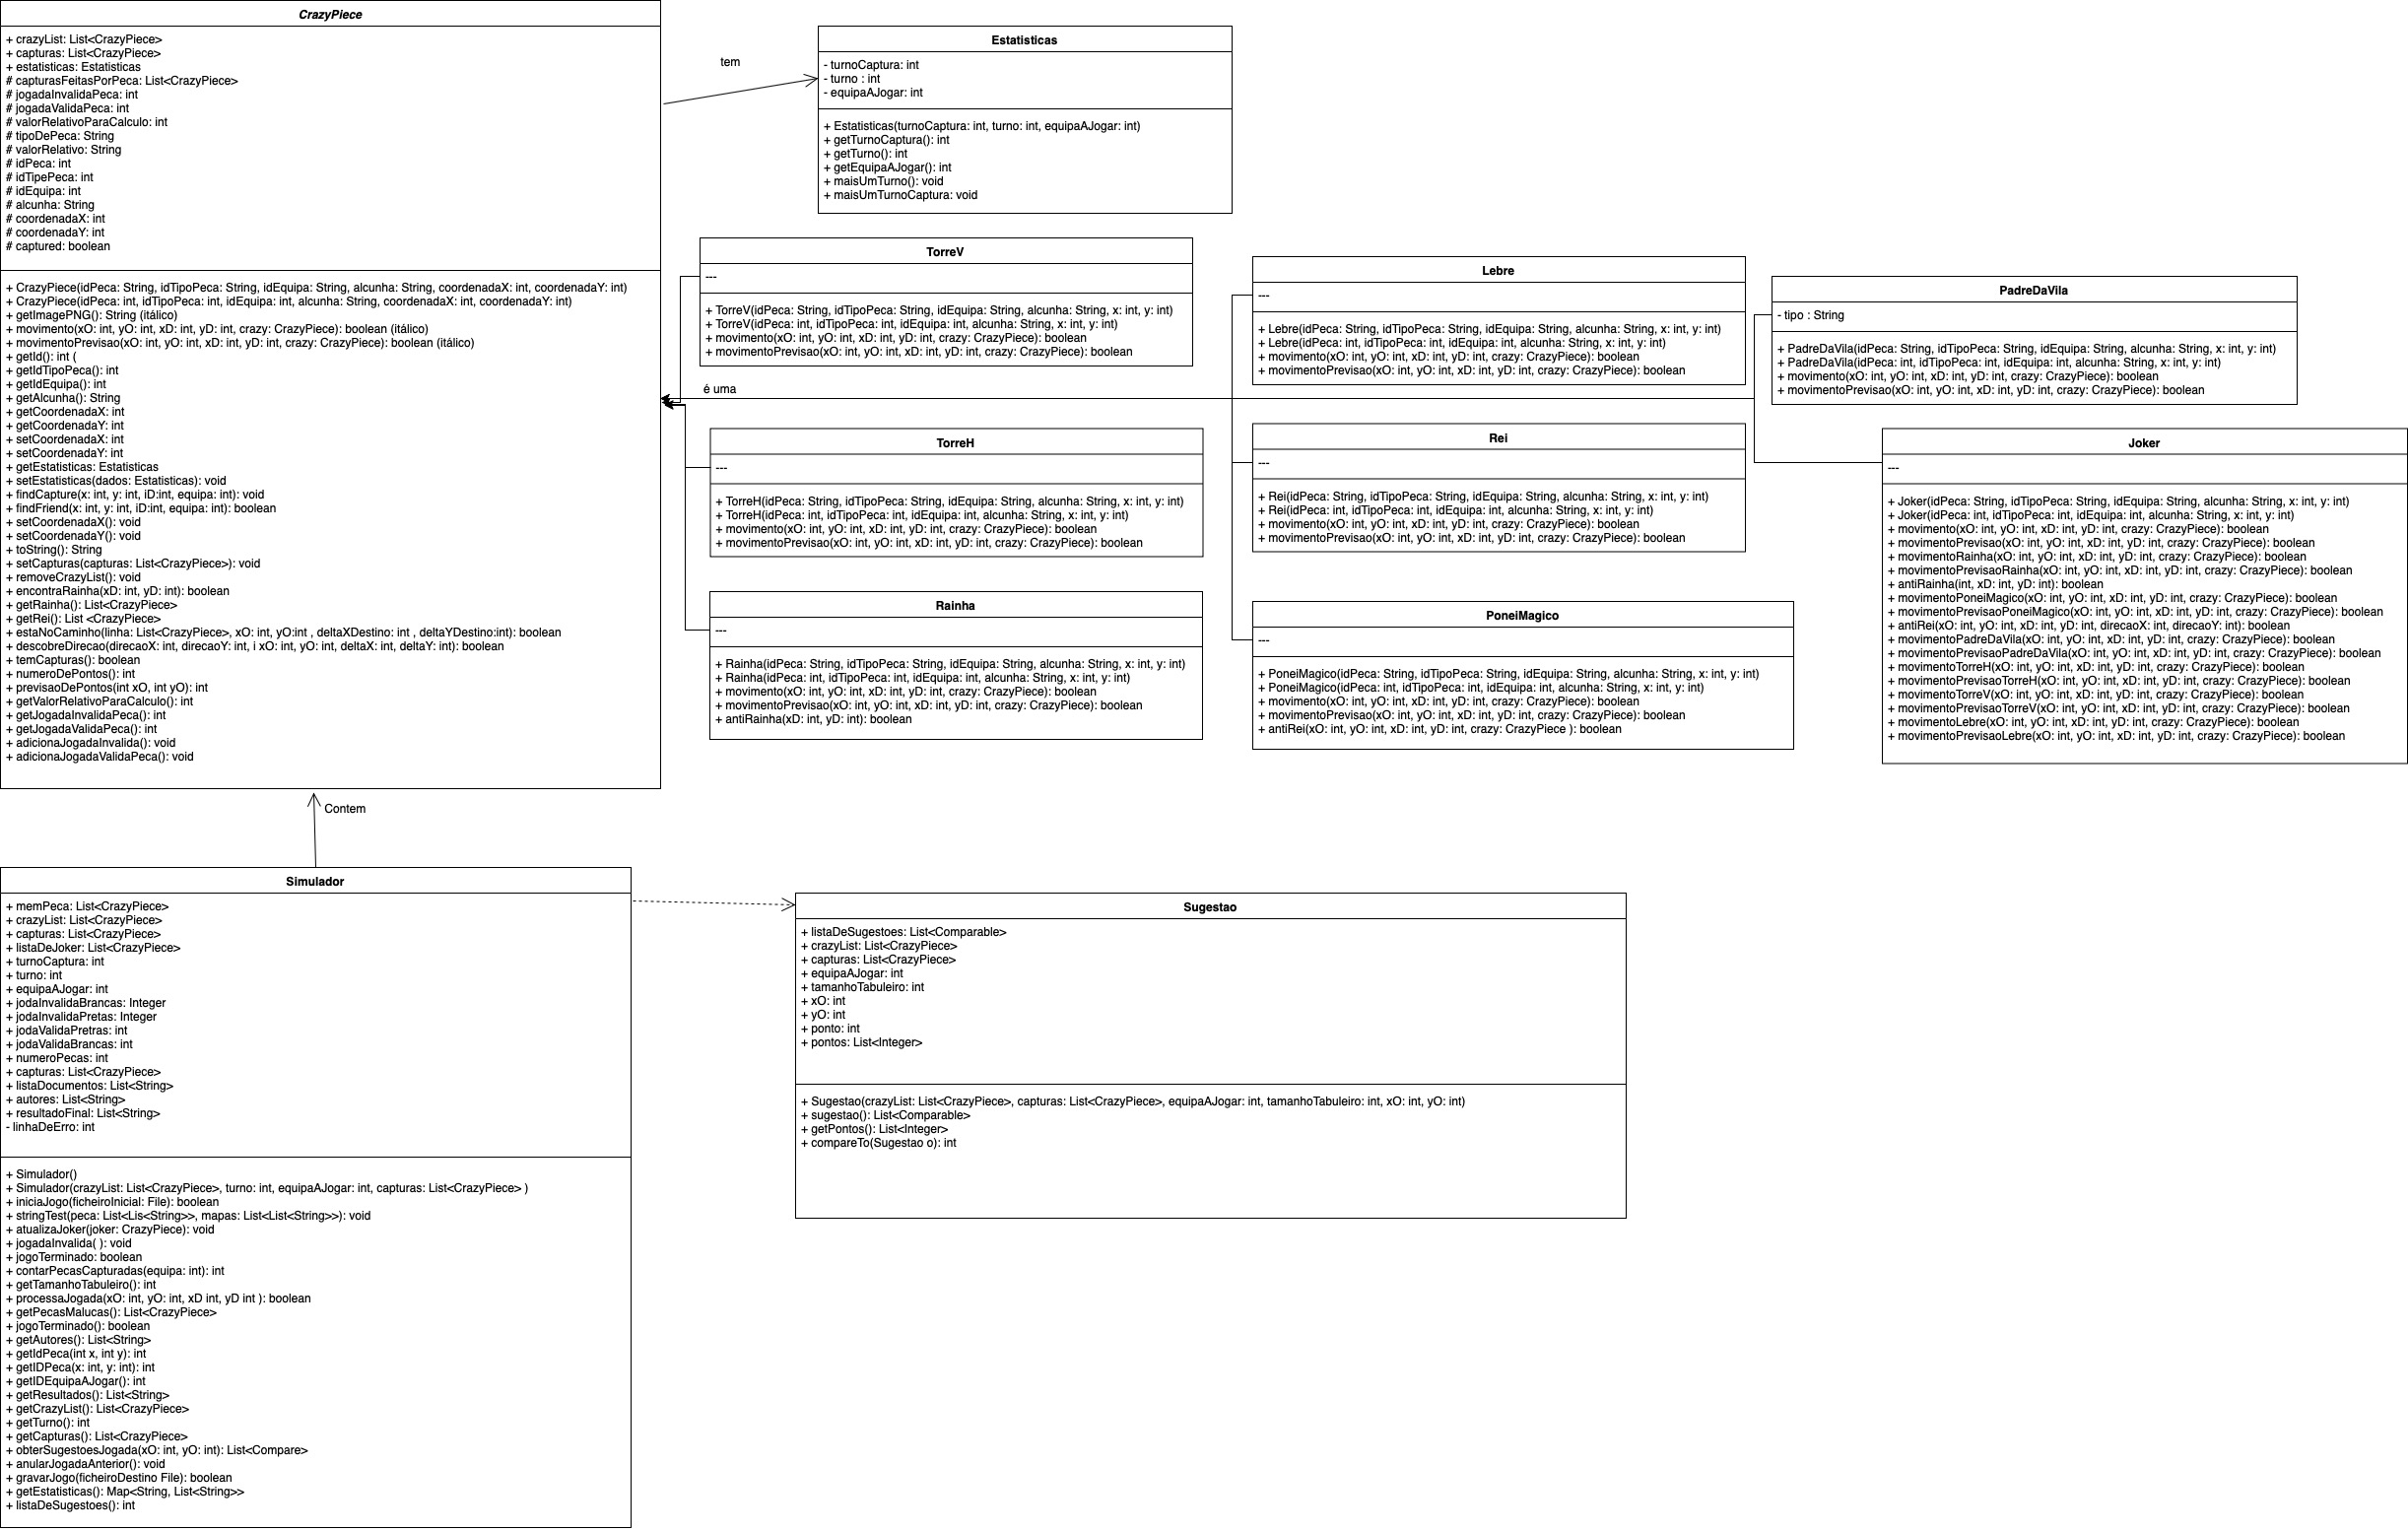 CrazyPiece
+ crazyList: List<CrazyPiece>
+ capturas: List<CrazyPiece>
+ estatisticas: Estatisticas
# capturasFeitasPorPeca: List<CrazyPiece>
# jogadaInvalidaPeca: int
# jogadaValidaPeca: int
# valorRelativoParaCalculo: int
# tipoDePeca: String
# valorRelativo: String
# idPeca: int
# idTipePeca: int
# idEquipa: int
# alcunha: String
# coordenadaX: int
# coordenadaY: int
# captured: boolean
+ CrazyPiece(idPeca: String, idTipoPeca: String, idEquipa: String, alcunha: String, coordenadaX: int, coordenadaY: int)
+ CrazyPiece(idPeca: int, idTipoPeca: int, idEquipa: int, alcunha: String, coordenadaX: int, coordenadaY: int)
+ getImagePNG(): String (itálico)
+ movimento(xO: int, yO: int, xD: int, yD: int, crazy: CrazyPiece): boolean (itálico)
+ movimentoPrevisao(xO: int, yO: int, xD: int, yD: int, crazy: CrazyPiece): boolean (itálico)
+ getId(): int (
+ getIdTipoPeca(): int
+ getIdEquipa(): int
+ getAlcunha(): String
+ getCoordenadaX: int
+ getCoordenadaY: int
+ setCoordenadaX: int
+ setCoordenadaY: int
+ getEstatisticas: Estatisticas
+ setEstatisticas(dados: Estatisticas): void
+ findCapture(x: int, y: int, iD:int, equipa: int): void
+ findFriend(x: int, y: int, iD:int, equipa: int): boolean
+ setCoordenadaX(): void
+ setCoordenadaY(): void
+ toString(): String
+ setCapturas(capturas: List<CrazyPiece>): void
+ removeCrazyList(): void
+ encontraRainha(xD: int, yD: int): boolean
+ getRainha(): List<CrazyPiece>
+ getRei(): List <CrazyPiece>
+ estaNoCaminho(linha: List<CrazyPiece>, xO: int, yO:int , deltaXDestino: int , deltaYDestino:int): boolean
+ descobreDirecao(direcaoX: int, direcaoY: int, i xO: int, yO: int, deltaX: int, deltaY: int): boolean
+ temCapturas(): boolean
+ numeroDePontos(): int
+ previsaoDePontos(int xO, int yO): int
+ getValorRelativoParaCalculo(): int
+ getJogadaInvalidaPeca(): int
+ getJogadaValidaPeca(): int
+ adicionaJogadaInvalida(): void
+ adicionaJogadaValidaPeca(): void
tem
Estatisticas
- turnoCaptura: int
- turno : int
- equipaAJogar: int
+ Estatisticas(turnoCaptura: int, turno: int, equipaAJogar: int)
+ getTurnoCaptura(): int
+ getTurno(): int
+ getEquipaAJogar(): int
+ maisUmTurno(): void
+ maisUmTurnoCaptura: void
TorreV
---
+ TorreV(idPeca: String, idTipoPeca: String, idEquipa: String, alcunha: String, x: int, y: int)
+ TorreV(idPeca: int, idTipoPeca: int, idEquipa: int, alcunha: String, x: int, y: int)
+ movimento(xO: int, yO: int, xD: int, yD: int, crazy: CrazyPiece): boolean
+ movimentoPrevisao(xO: int, yO: int, xD: int, yD: int, crazy: CrazyPiece): boolean
é uma
TorreH
---
+ TorreH(idPeca: String, idTipoPeca: String, idEquipa: String, alcunha: String, x: int, y: int)
+ TorreH(idPeca: int, idTipoPeca: int, idEquipa: int, alcunha: String, x: int, y: int)
+ movimento(xO: int, yO: int, xD: int, yD: int, crazy: CrazyPiece): boolean
+ movimentoPrevisao(xO: int, yO: int, xD: int, yD: int, crazy: CrazyPiece): boolean
Rainha
---
+ Rainha(idPeca: String, idTipoPeca: String, idEquipa: String, alcunha: String, x: int, y: int)
+ Rainha(idPeca: int, idTipoPeca: int, idEquipa: int, alcunha: String, x: int, y: int)
+ movimento(xO: int, yO: int, xD: int, yD: int, crazy: CrazyPiece): boolean
+ movimentoPrevisao(xO: int, yO: int, xD: int, yD: int, crazy: CrazyPiece): boolean
+ antiRainha(xD: int, yD: int): boolean
Lebre
---
+ Lebre(idPeca: String, idTipoPeca: String, idEquipa: String, alcunha: String, x: int, y: int)
+ Lebre(idPeca: int, idTipoPeca: int, idEquipa: int, alcunha: String, x: int, y: int)
+ movimento(xO: int, yO: int, xD: int, yD: int, crazy: CrazyPiece): boolean
+ movimentoPrevisao(xO: int, yO: int, xD: int, yD: int, crazy: CrazyPiece): boolean
Rei
---
+ Rei(idPeca: String, idTipoPeca: String, idEquipa: String, alcunha: String, x: int, y: int)
+ Rei(idPeca: int, idTipoPeca: int, idEquipa: int, alcunha: String, x: int, y: int)
+ movimento(xO: int, yO: int, xD: int, yD: int, crazy: CrazyPiece): boolean
+ movimentoPrevisao(xO: int, yO: int, xD: int, yD: int, crazy: CrazyPiece): boolean
PoneiMagico
---
+ PoneiMagico(idPeca: String, idTipoPeca: String, idEquipa: String, alcunha: String, x: int, y: int)
+ PoneiMagico(idPeca: int, idTipoPeca: int, idEquipa: int, alcunha: String, x: int, y: int)
+ movimento(xO: int, yO: int, xD: int, yD: int, crazy: CrazyPiece): boolean
+ movimentoPrevisao(xO: int, yO: int, xD: int, yD: int, crazy: CrazyPiece): boolean
+ antiRei(xO: int, yO: int, xD: int, yD: int, crazy: CrazyPiece ): boolean
PadreDaVila
- tipo : String
+ PadreDaVila(idPeca: String, idTipoPeca: String, idEquipa: String, alcunha: String, x: int, y: int)
+ PadreDaVila(idPeca: int, idTipoPeca: int, idEquipa: int, alcunha: String, x: int, y: int)
+ movimento(xO: int, yO: int, xD: int, yD: int, crazy: CrazyPiece): boolean
+ movimentoPrevisao(xO: int, yO: int, xD: int, yD: int, crazy: CrazyPiece): boolean
Joker
---
+ Joker(idPeca: String, idTipoPeca: String, idEquipa: String, alcunha: String, x: int, y: int)
+ Joker(idPeca: int, idTipoPeca: int, idEquipa: int, alcunha: String, x: int, y: int)
+ movimento(xO: int, yO: int, xD: int, yD: int, crazy: CrazyPiece): boolean
+ movimentoPrevisao(xO: int, yO: int, xD: int, yD: int, crazy: CrazyPiece): boolean
+ movimentoRainha(xO: int, yO: int, xD: int, yD: int, crazy: CrazyPiece): boolean
+ movimentoPrevisaoRainha(xO: int, yO: int, xD: int, yD: int, crazy: CrazyPiece): boolean
+ antiRainha(int, xD: int, yD: int): boolean
+ movimentoPoneiMagico(xO: int, yO: int, xD: int, yD: int, crazy: CrazyPiece): boolean
+ movimentoPrevisaoPoneiMagico(xO: int, yO: int, xD: int, yD: int, crazy: CrazyPiece): boolean
+ antiRei(xO: int, yO: int, xD: int, yD: int, direcaoX: int, direcaoY: int): boolean
+ movimentoPadreDaVila(xO: int, yO: int, xD: int, yD: int, crazy: CrazyPiece): boolean
+ movimentoPrevisaoPadreDaVila(xO: int, yO: int, xD: int, yD: int, crazy: CrazyPiece): boolean
+ movimentoTorreH(xO: int, yO: int, xD: int, yD: int, crazy: CrazyPiece): boolean
+ movimentoPrevisaoTorreH(xO: int, yO: int, xD: int, yD: int, crazy: CrazyPiece): boolean
+ movimentoTorreV(xO: int, yO: int, xD: int, yD: int, crazy: CrazyPiece): boolean
+ movimentoPrevisaoTorreV(xO: int, yO: int, xD: int, yD: int, crazy: CrazyPiece): boolean
+ movimentoLebre(xO: int, yO: int, xD: int, yD: int, crazy: CrazyPiece): boolean
+ movimentoPrevisaoLebre(xO: int, yO: int, xD: int, yD: int, crazy: CrazyPiece): boolean
Contem
Simulador
+ memPeca: List<CrazyPiece>
+ crazyList: List<CrazyPiece>
+ capturas: List<CrazyPiece>
+ listaDeJoker: List<CrazyPiece>
+ turnoCaptura: int
+ turno: int
+ equipaAJogar: int
+ jodaInvalidaBrancas: Integer
+ jodaInvalidaPretas: Integer
+ jodaValidaPretras: int
+ jodaValidaBrancas: int
+ numeroPecas: int
+ capturas: List<CrazyPiece>
+ listaDocumentos: List<String>
+ autores: List<String>
+ resultadoFinal: List<String>
- linhaDeErro: int
+ Simulador()
+ Simulador(crazyList: List<CrazyPiece>, turno: int, equipaAJogar: int, capturas: List<CrazyPiece> )
+ iniciaJogo(ficheiroInicial: File): boolean
+ stringTest(peca: List<Lis<String>>, mapas: List<List<String>>): void
+ atualizaJoker(joker: CrazyPiece): void
+ jogadaInvalida( ): void
+ jogoTerminado: boolean
+ contarPecasCapturadas(equipa: int): int
+ getTamanhoTabuleiro(): int
+ processaJogada(xO: int, yO: int, xD int, yD int ): boolean
+ getPecasMalucas(): List<CrazyPiece>
+ jogoTerminado(): boolean
+ getAutores(): List<String>
+ getIdPeca(int x, int y): int
+ getIDPeca(x: int, y: int): int
+ getIDEquipaAJogar(): int
+ getResultados(): List<String>
+ getCrazyList(): List<CrazyPiece>
+ getTurno(): int
+ getCapturas(): List<CrazyPiece>
+ obterSugestoesJogada(xO: int, yO: int): List<Compare>
+ anularJogadaAnterior(): void
+ gravarJogo(ficheiroDestino File): boolean
+ getEstatisticas(): Map<String, List<String>>
+ listaDeSugestoes(): int
Sugestao
+ listaDeSugestoes: List<Comparable>
+ crazyList: List<CrazyPiece>
+ capturas: List<CrazyPiece>
+ equipaAJogar: int
+ tamanhoTabuleiro: int
+ xO: int
+ yO: int
+ ponto: int
+ pontos: List<Integer>
+ Sugestao(crazyList: List<CrazyPiece>, capturas: List<CrazyPiece>, equipaAJogar: int, tamanhoTabuleiro: int, xO: int, yO: int)
+ sugestao(): List<Comparable>
+ getPontos(): List<Integer>
+ compareTo(Sugestao o): int